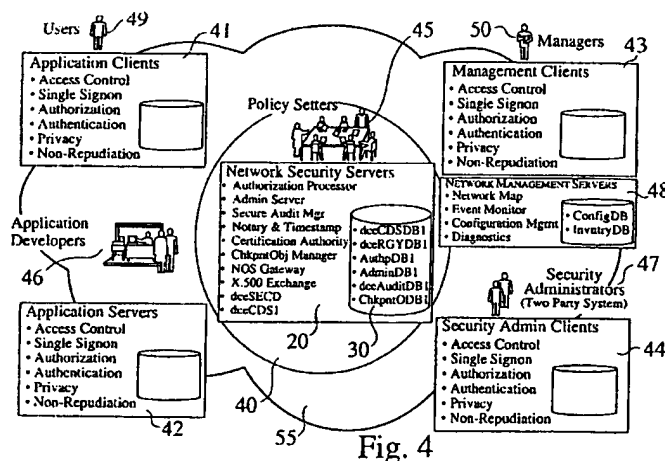 Users
49
41
45
50
Managers
43
Application Clients
• Access Control
• Single Signon
• Authorization
• Authentication
• Privacy
• Non-Repudiation
Management Clients
• Access Control
• Single Signon
• Authorization
• Authentication
• Privacy
• Non-Repudiation
Policy Setters
Network Security Servers
• Authorization Processor
• Admin Server
• Secure Audit Mgr
• Notary & Timestamp
• Certification Authority
• ChkpntObj Manager
• NOS Gateway
• X.500 Exchange
• dceSECD
• dceCDS1
• dceCDSDB1
• dceRGYDB1
• AuthpDB1
• AdminDB1
• dceAuditDB1
• ChkpntODB1
20
30
NETWORK MANAGEMENT SERVERS
• Network Map
• Event Monitor
• Configuration Mgmt
• Diagnostics
• ConfigDB
• InvntryDB
48
Application
Developers
46
47
Security
Administrators
(Two Party System)
Application Servers
• Access Control
• Single Signon
• Authorization
• Authentication
• Privacy
• Non-Repudiation
42
Security Admin Clients
• Access Control
• Single Signon
• Authorization
• Authentication
• Privacy
• Non-Repudiation
44
40
55
Fig. 4